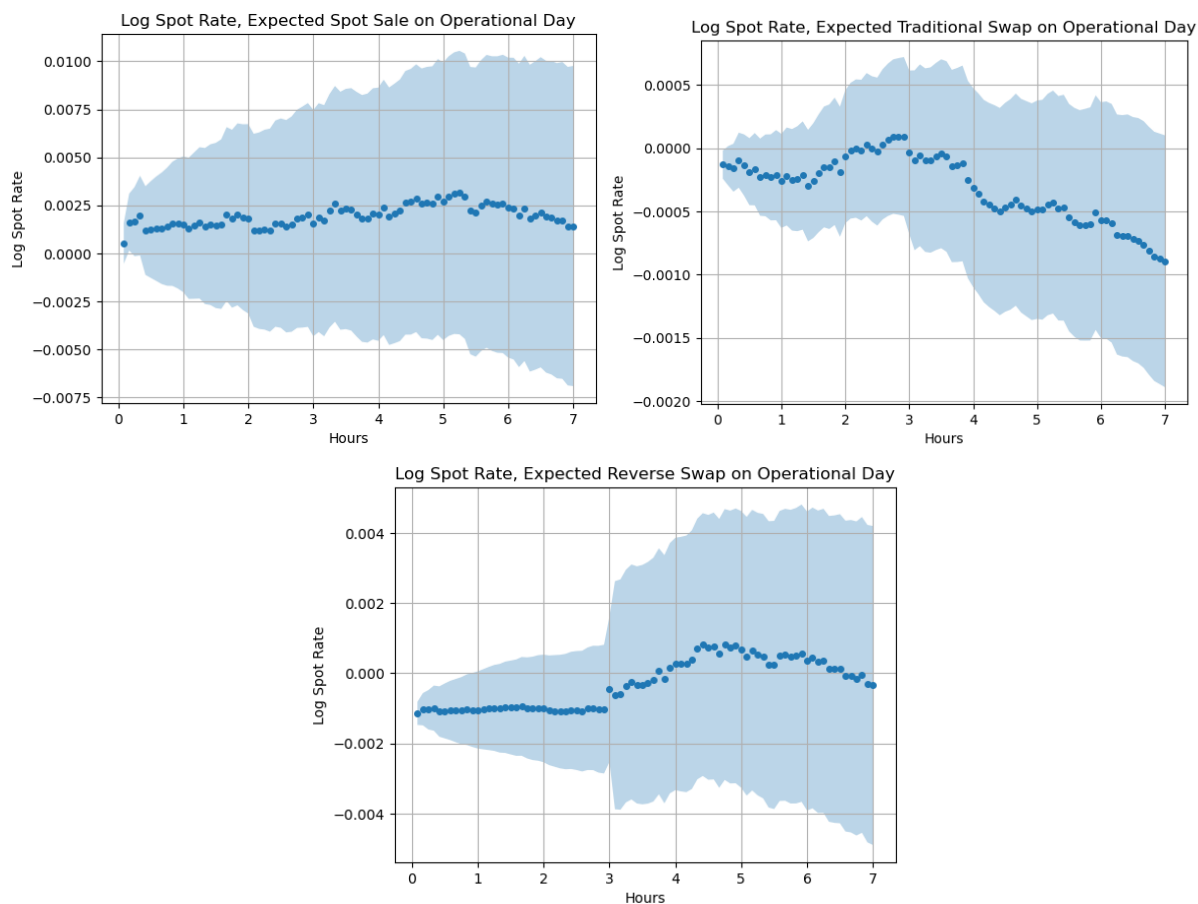 Log Spot Rate, Expected Spot Sale on Operational Day
0.0100
0.0075
0.0050
0.0025
0.0000
−0.0025
−0.0050
−0.0075
Log Spot Rate
0 1 2 3 4 5 6 7
Hours
Log Spot Rate, Expected Traditional Swap on Operational Day
0.0005
0.0000
−0.0005
−0.0010
−0.0015
−0.0020
Log Spot Rate
0 1 2 3 4 5 6 7
Hours
Log Spot Rate, Expected Reverse Swap on Operational Day
0.004
0.002
0.000
−0.002
−0.004
Log Spot Rate
0 1 2 3 4 5 6 7
Hours